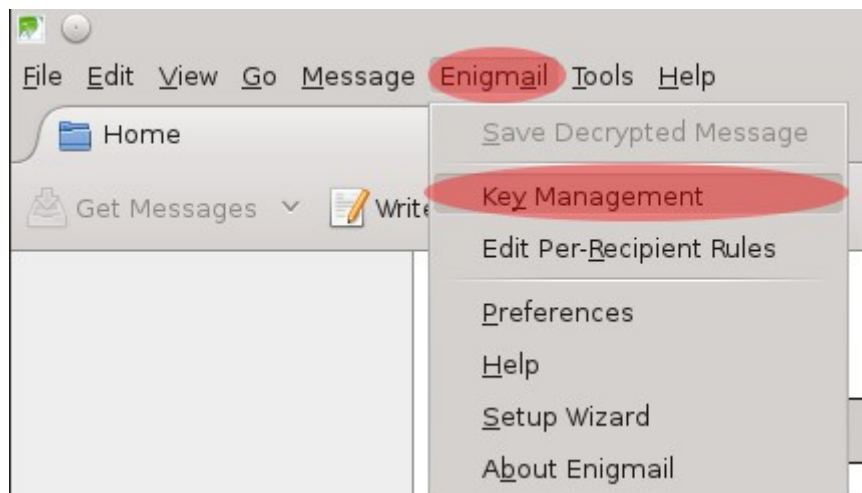 File Edit View Go Message Enigmail Tools Help
Home
Save Decrypted Message
Get Messages
Write
Key Management
Edit Per-Recipient Rules
Preferences
Help
Setup Wizard
About Enigmail